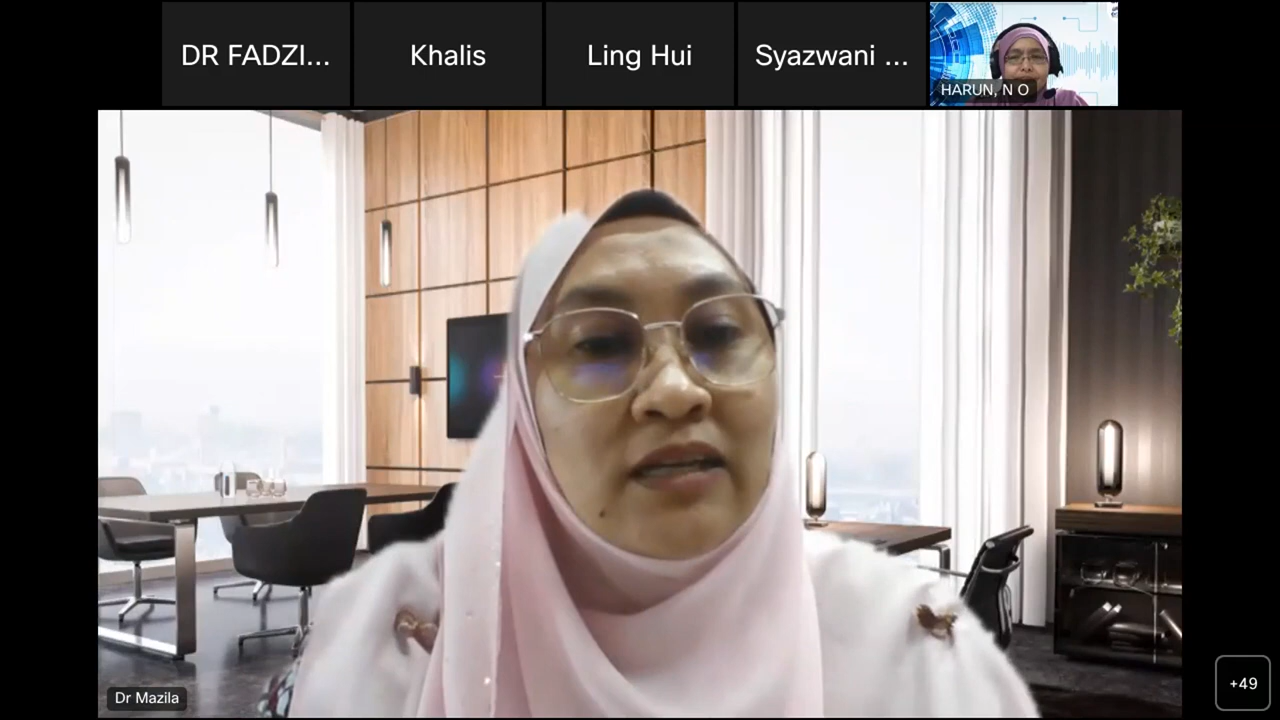 DR FADZI...
Khalis
Ling Hui
Syazwani ...
HARUN, N O
Dr Mazila
+49